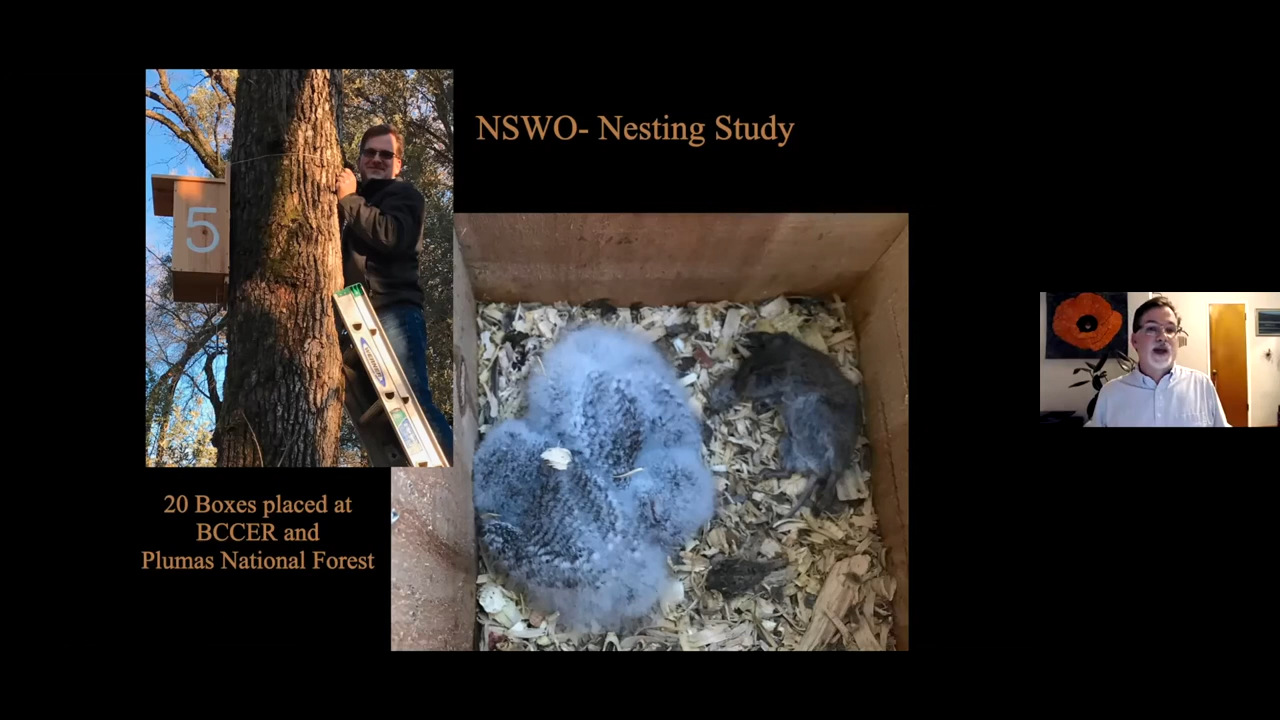 NSWO- Nesting Study
5
20 Boxes placed at
BCCER and
Plumas National Forest